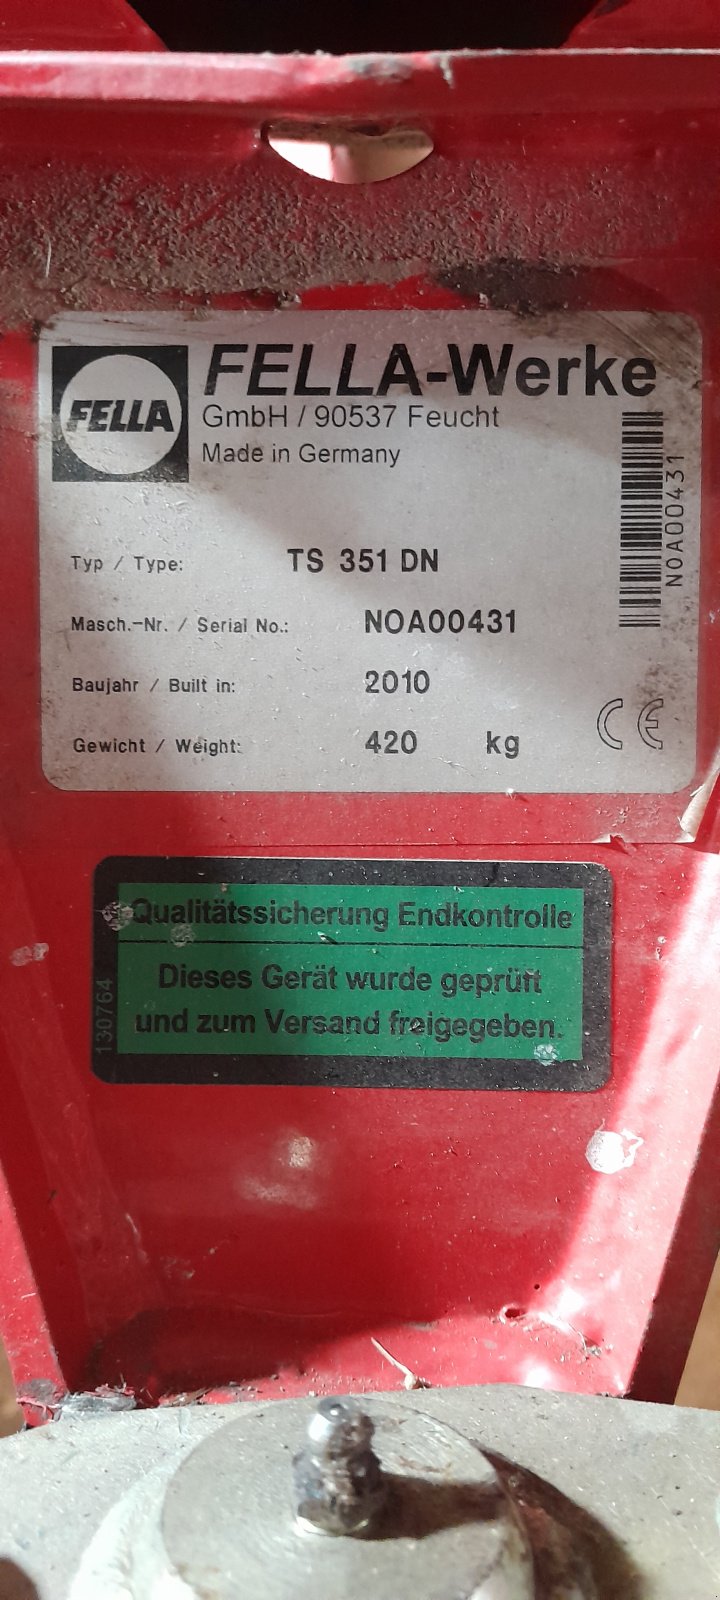 FELLA
FELLA-Werke
GmbH / 90537 Feucht
Made in Germany
NOA00431
Typ / Type: TS 351 DN
Masch.-Nr. / Serial No.: NOA00431
Baujahr / Built in: 2010
Gewicht / Weight: 420 kg
CE
Qualitätssicherung Endkontrolle
Dieses Gerät wurde geprüft
und zum Versand freigegeben.
130764